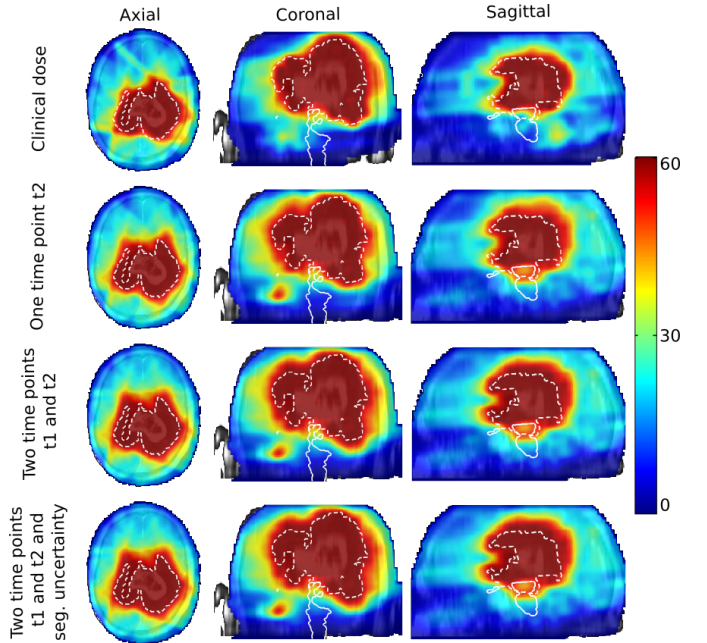 Axial Coronal Sagittal
Clinical dose
One time point t2
Two time points
t1 and t2
Two time points
t1 and t2 and
seg. uncertainty
60
30
0